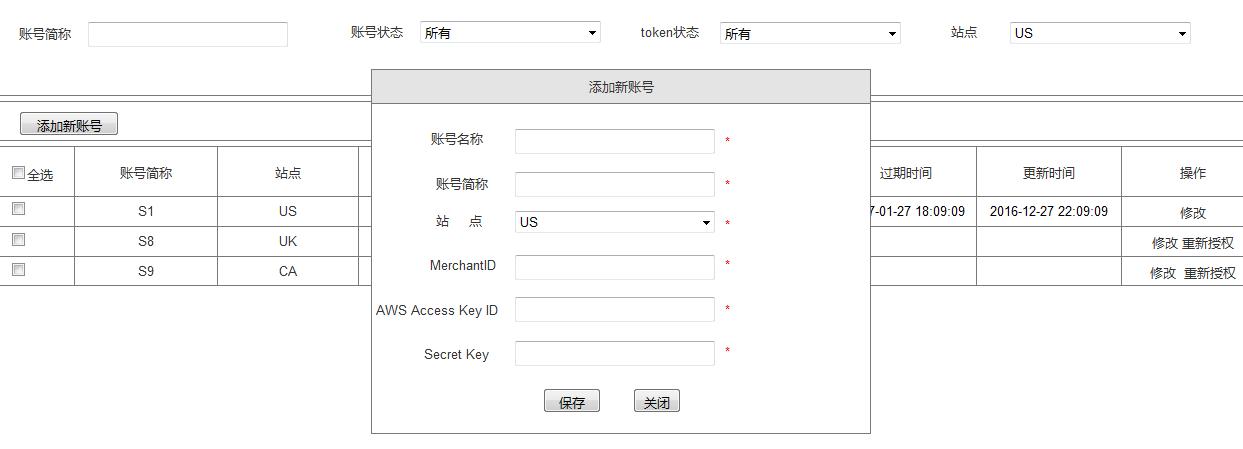 账号简称 账号状态 所有 token状态 所有 站点 US
添加新账号
添加新账号
全选 账号简称 站点 过期时间 更新时间 操作
S1 US 7-01-27 18:09:09 2016-12-27 22:09:09 修改
S8 UK 修改 重新授权
S9 CA 修改 重新授权
账号名称 *
账号简称 *
站 点 US *
MerchantID *
AWS Access Key ID *
Secret Key *
保存 关闭